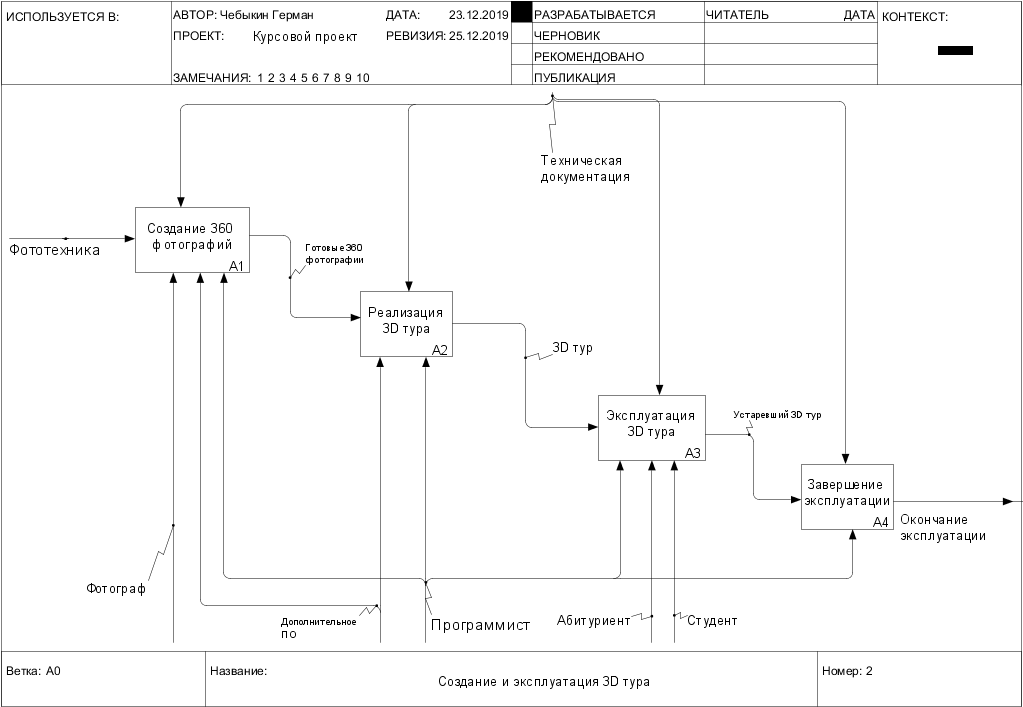 ИСПОЛЬЗУЕТСЯ В:
АВТОР: Чебыкин Герман
ДАТА: 23.12.2019
РАЗРАБАТЫВАЕТСЯ
ЧИТАТЕЛЬ
ДАТА
КОНТЕКСТ:
ПРОЕКТ: Курсовой проект
РЕВИЗИЯ: 25.12.2019
ЧЕРНОВИК
РЕКОМЕНДОВАНО
ЗАМЕЧАНИЯ: 1 2 3 4 5 6 7 8 9 10
ПУБЛИКАЦИЯ
Техническая
документация
Фототехника
Создание 360
фотографий
A1
Готовые 360
фотографии
Реализация
3D тура
A2
3D тур
Эксплуатация
3D тура
A3
Устаревший 3D тур
Завершение
эксплуатации
A4
Окончание
эксплуатации
Фотограф
Дополнительное
ПО
Программист
Абитуриент
Студент
Ветка: A0
Название:
Создание и эксплуатация 3D тура
Номер: 2